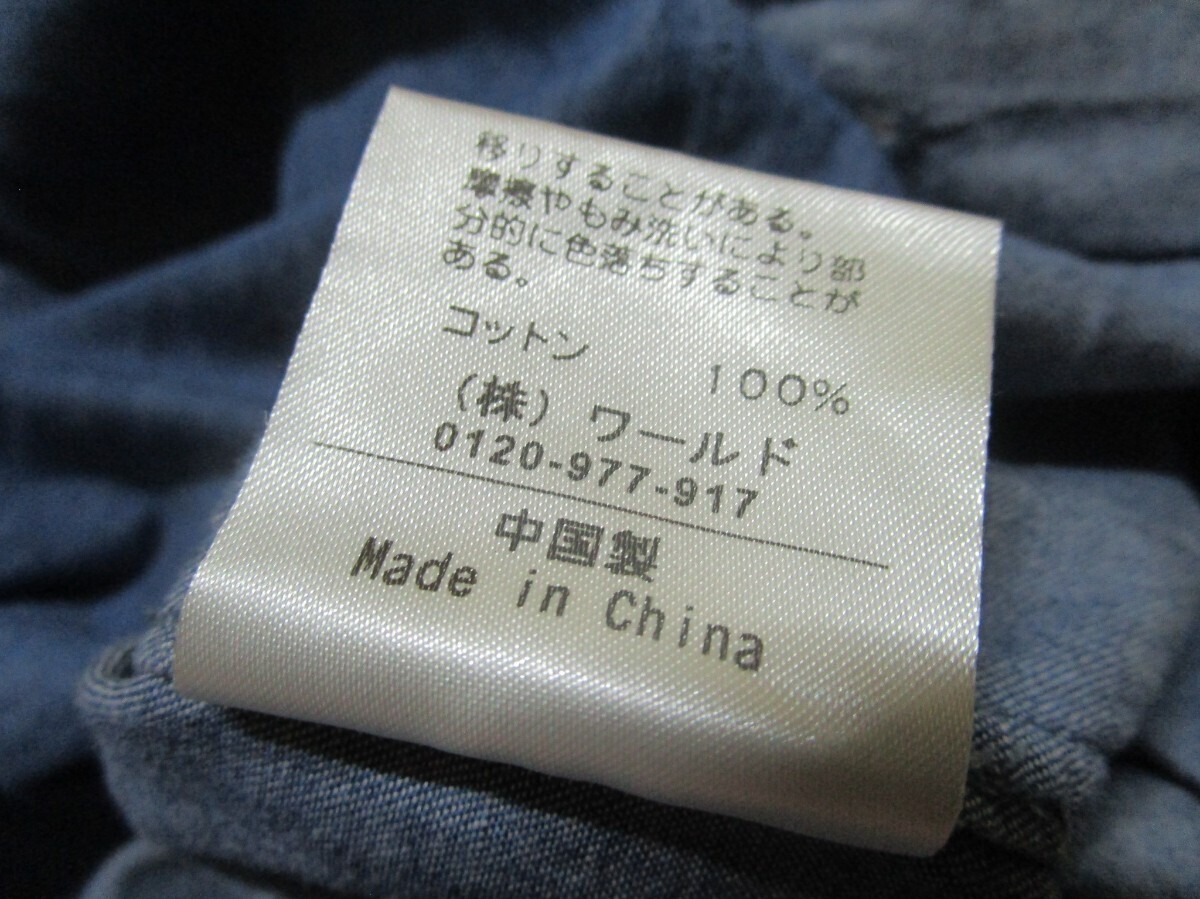 移りすることがある。
摩擦やもみ洗いにより部
分的に色落ちすることが
ある。
コットン 100%
(株) ワールド
0120-977-917
中国製
Made in China